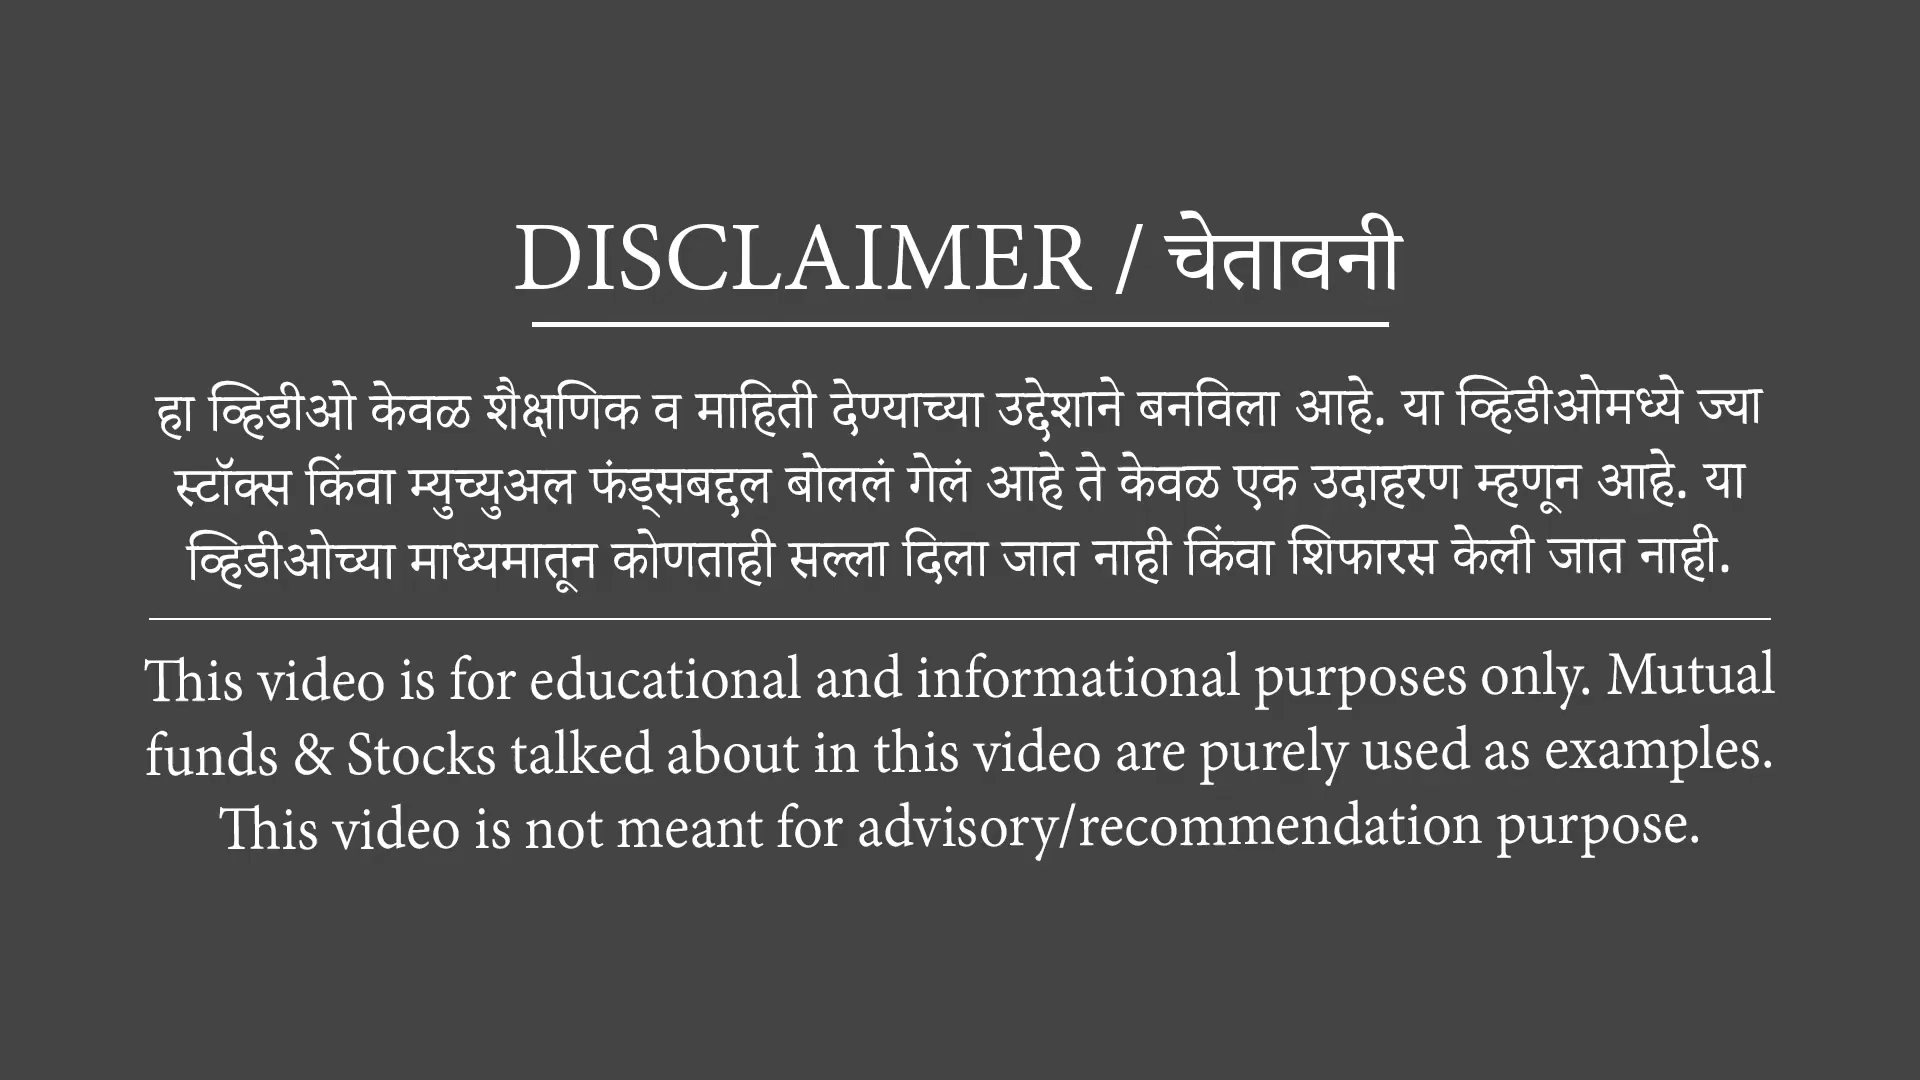 DISCLAIMER / चेतावनी
हा व्हिडीओ केवळ शैक्षणिक व माहिती देण्याच्या उद्देशाने बनविला आहे. या व्हिडीओमध्ये ज्या
स्टॉक्स किंवा म्युच्युअल फंड्सबद्दल बोललं गेलं आहे ते केवळ एक उदाहरण म्हणून आहे. या
व्हिडीओच्या माध्यमातून कोणताही सल्ला दिला जात नाही किंवा शिफारस केली जात नाही.
This video is for educational and informational purposes only. Mutual
funds & Stocks talked about in this video are purely used as examples.
This video is not meant for advisory/recommendation purpose.